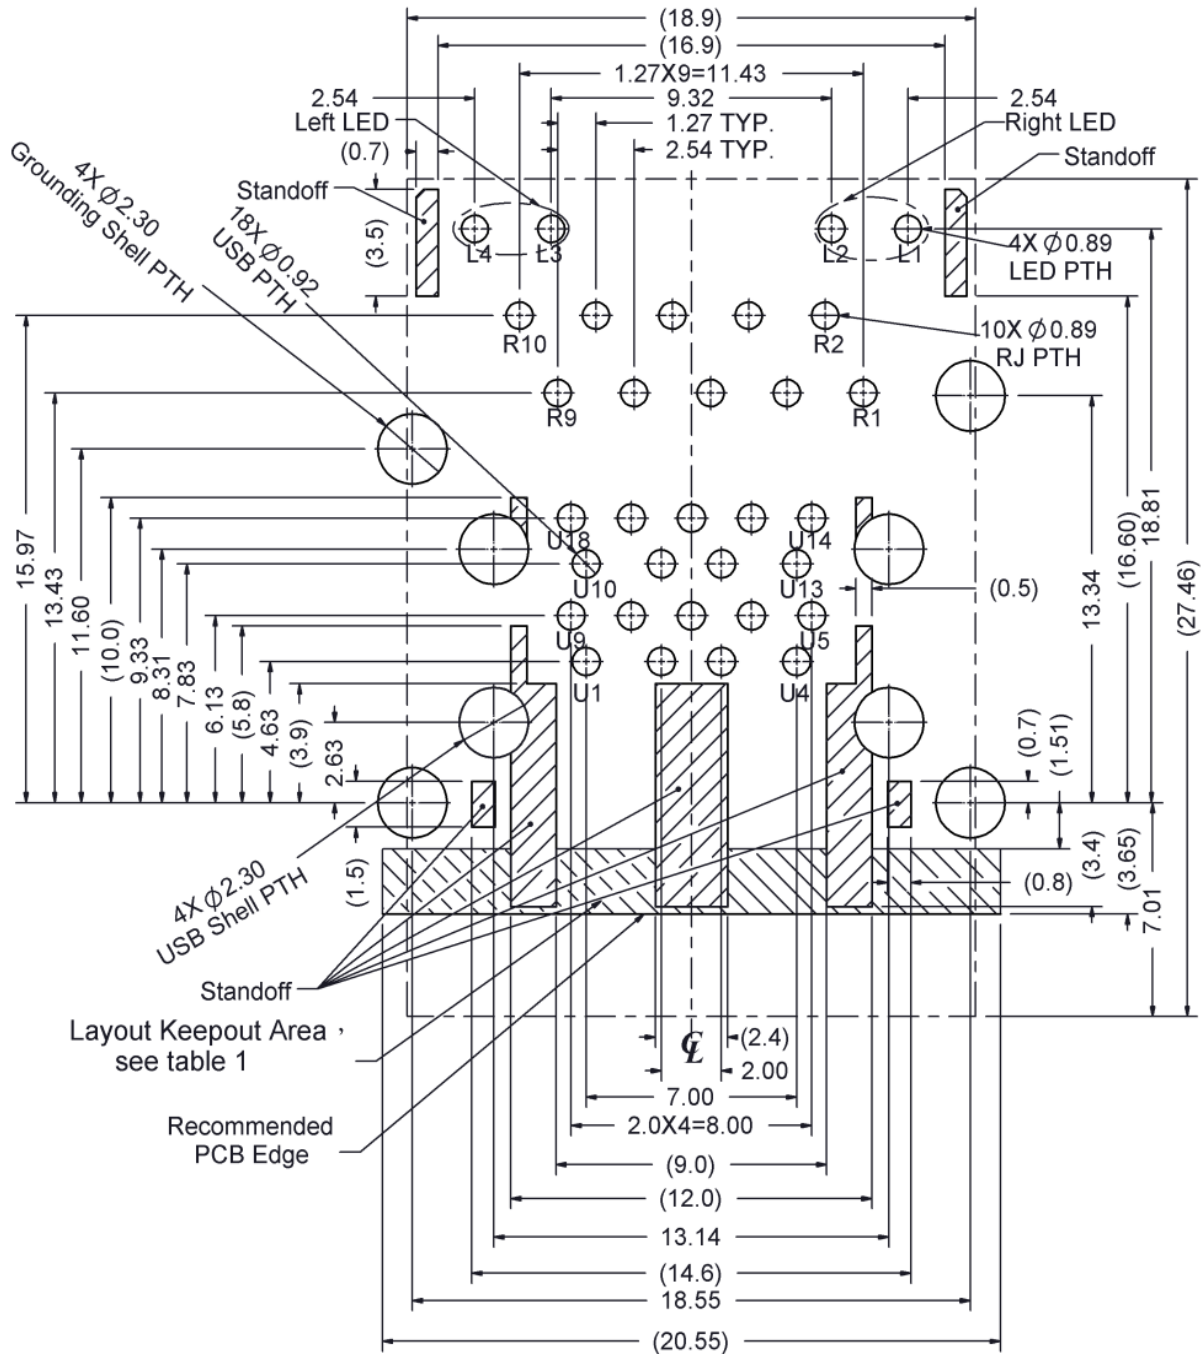 (18.9)
(16.9)
1.27X9=11.43
2.54
9.32
2.54
Left LED
1.27 TYP.
Right LED
(0.7)
2.54 TYP.
Standoff
4X Ø2.30
Grounding Shell PTH
Standoff
18X Ø0.92
USB PTH
(3.5)
L4
L3
L2
L1
4X Ø0.89
LED PTH
R10
R2
10X Ø0.89
RJ PTH
R9
R1
15.97
13.43
11.60
(10.0)
9.33
8.31
7.83
6.13
(5.8)
4.63
(3.9)
2.63
U18
U14
U10
U13
(0.5)
13.34
(16.60)
18.81
(27.46)
U9
U5
U1
U4
(0.7)
(1.51)
(1.5)
(0.8)
(3.4)
(3.65)
7.01
4X Ø2.30
USB Shell PTH
Standoff
Layout Keepout Area ,
see table 1
℄
(2.4)
2.00
7.00
Recommended
PCB Edge
2.0X4=8.00
(9.0)
(12.0)
13.14
(14.6)
18.55
(20.55)